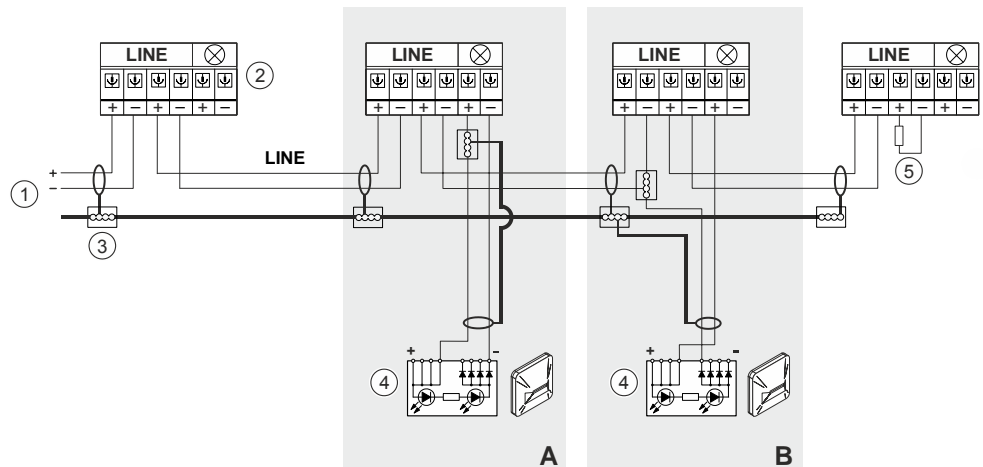 LINE LINE LINE LINE
+ − + − + − + − + − + − + − + − + − + − + − + −
2
LINE
+
−
1
5
3
+ - + -
4 4
A B